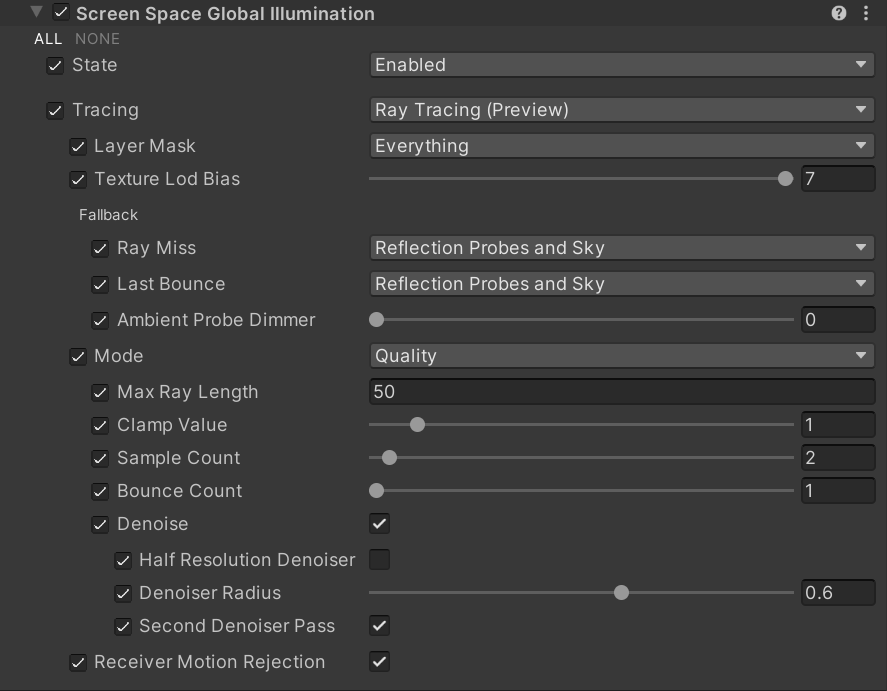 Screen Space Global Illumination
ALL NONE
State Enabled
Tracing Ray Tracing (Preview)
Layer Mask Everything
Texture Lod Bias 7
Fallback
Ray Miss Reflection Probes and Sky
Last Bounce Reflection Probes and Sky
Ambient Probe Dimmer 0
Mode Quality
Max Ray Length 50
Clamp Value 1
Sample Count 2
Bounce Count 1
Denoise
Half Resolution Denoiser
Denoiser Radius 0.6
Second Denoiser Pass
Receiver Motion Rejection